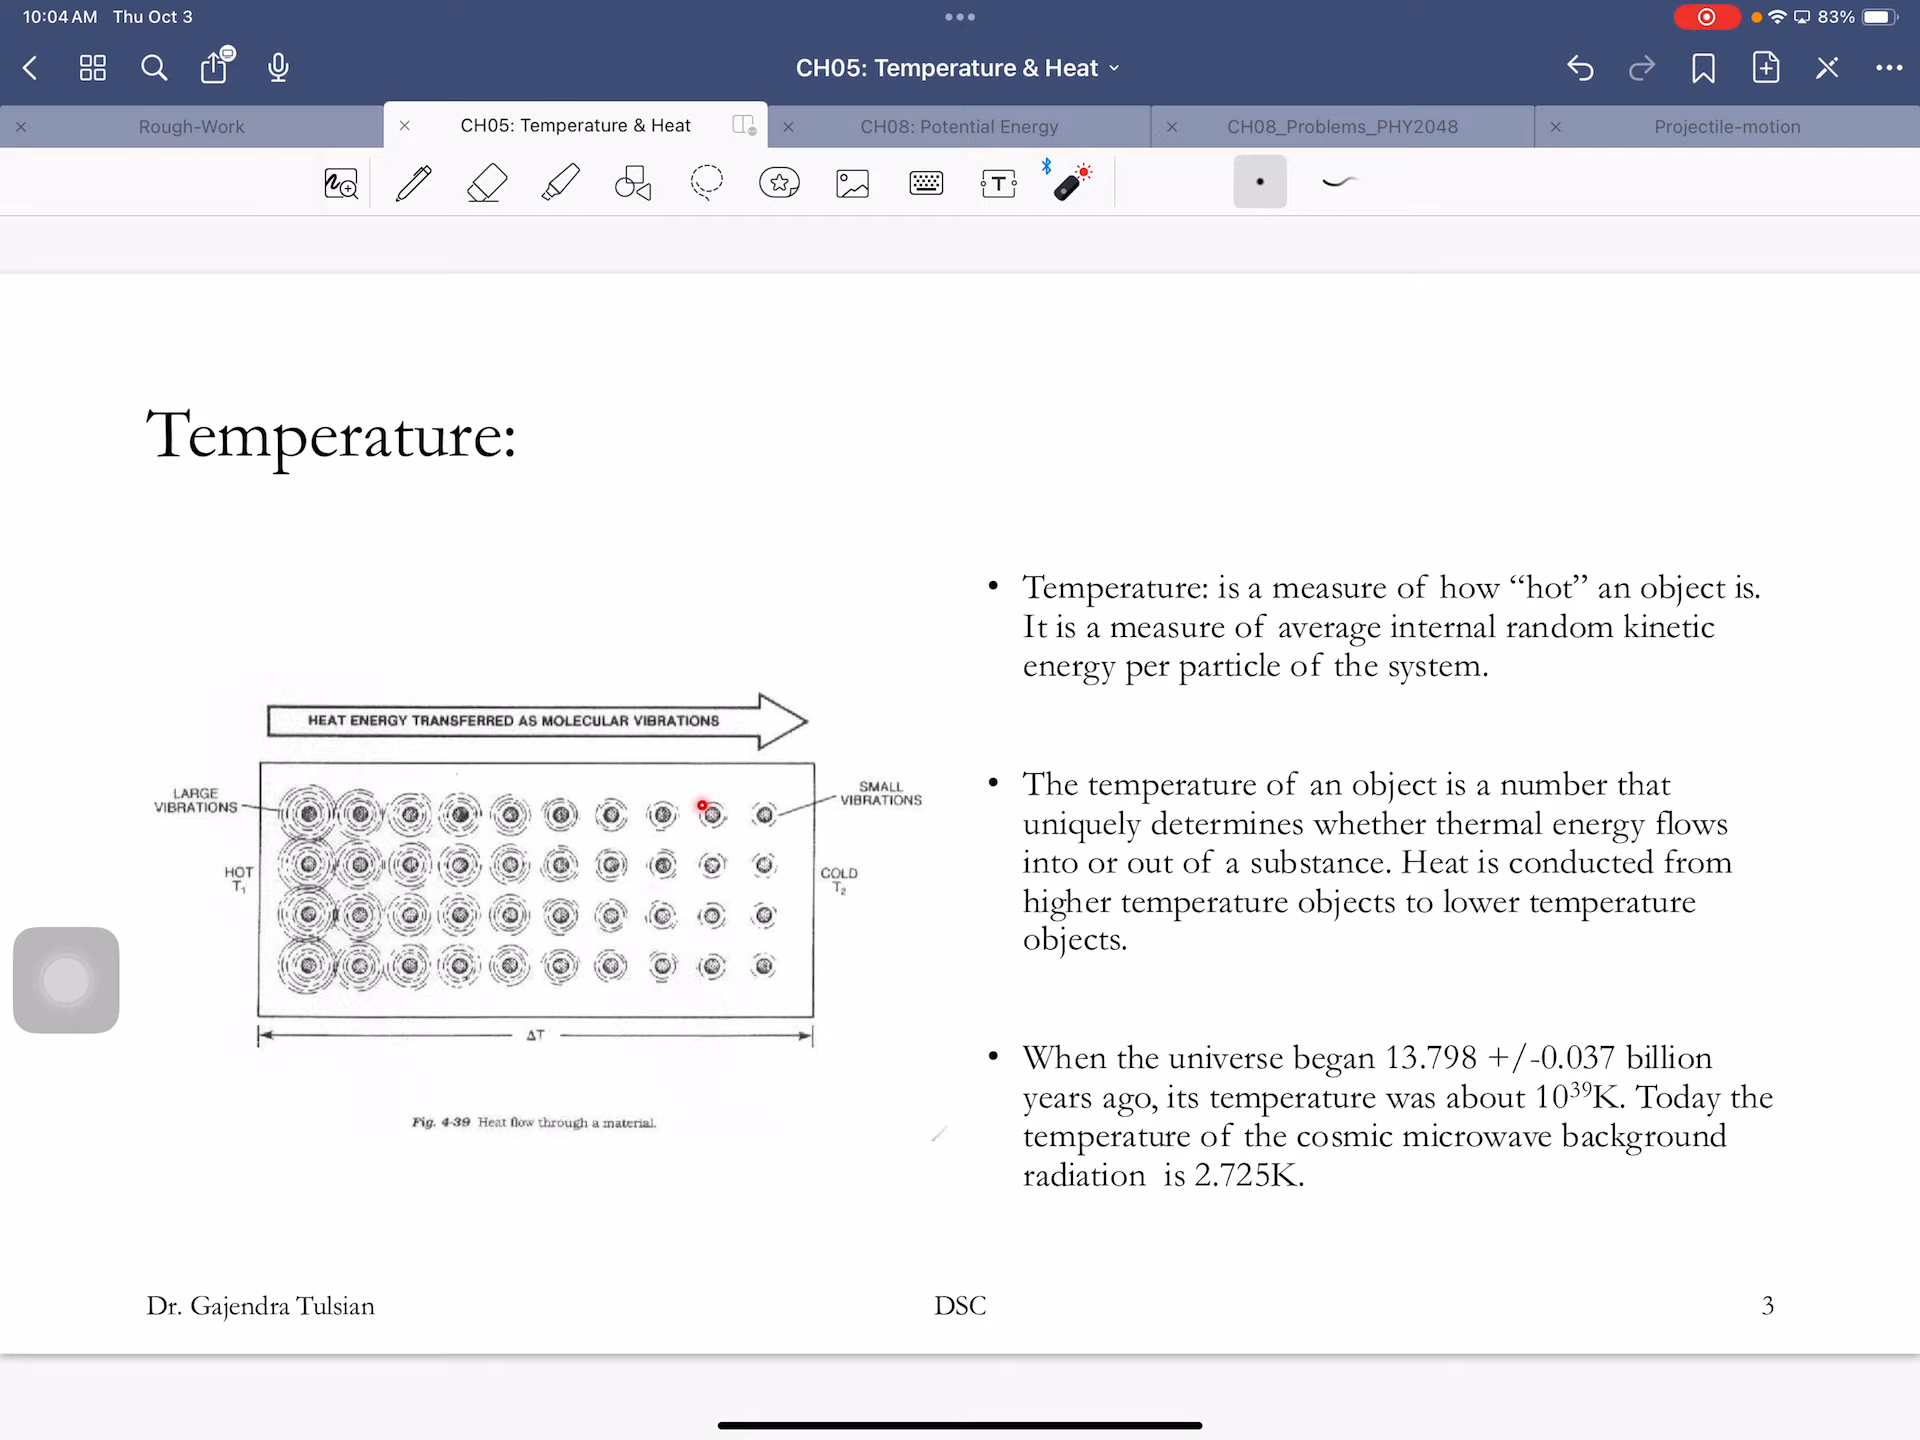 10:04 AM Thu Oct 3
83%
CH05: Temperature & Heat
Rough-Work
CH05: Temperature & Heat
CH08: Potential Energy
CH08_Problems_PHY2048
Projectile-motion
Temperature:
HEAT ENERGY TRANSFERRED AS MOLECULAR VIBRATIONS
LARGE
VIBRATIONS
SMALL
VIBRATIONS
HOT
T₁
COLD
T₂
ΔT
Fig. 4-39 Heat flow through a material.
• Temperature: is a measure of how “hot” an object is.
It is a measure of average internal random kinetic
energy per particle of the system.
• The temperature of an object is a number that
uniquely determines whether thermal energy flows
into or out of a substance. Heat is conducted from
higher temperature objects to lower temperature
objects.
• When the universe began 13.798 +/-0.037 billion
years ago, its temperature was about 10³⁹K. Today the
temperature of the cosmic microwave background
radiation is 2.725K.
Dr. Gajendra Tulsian
DSC
3